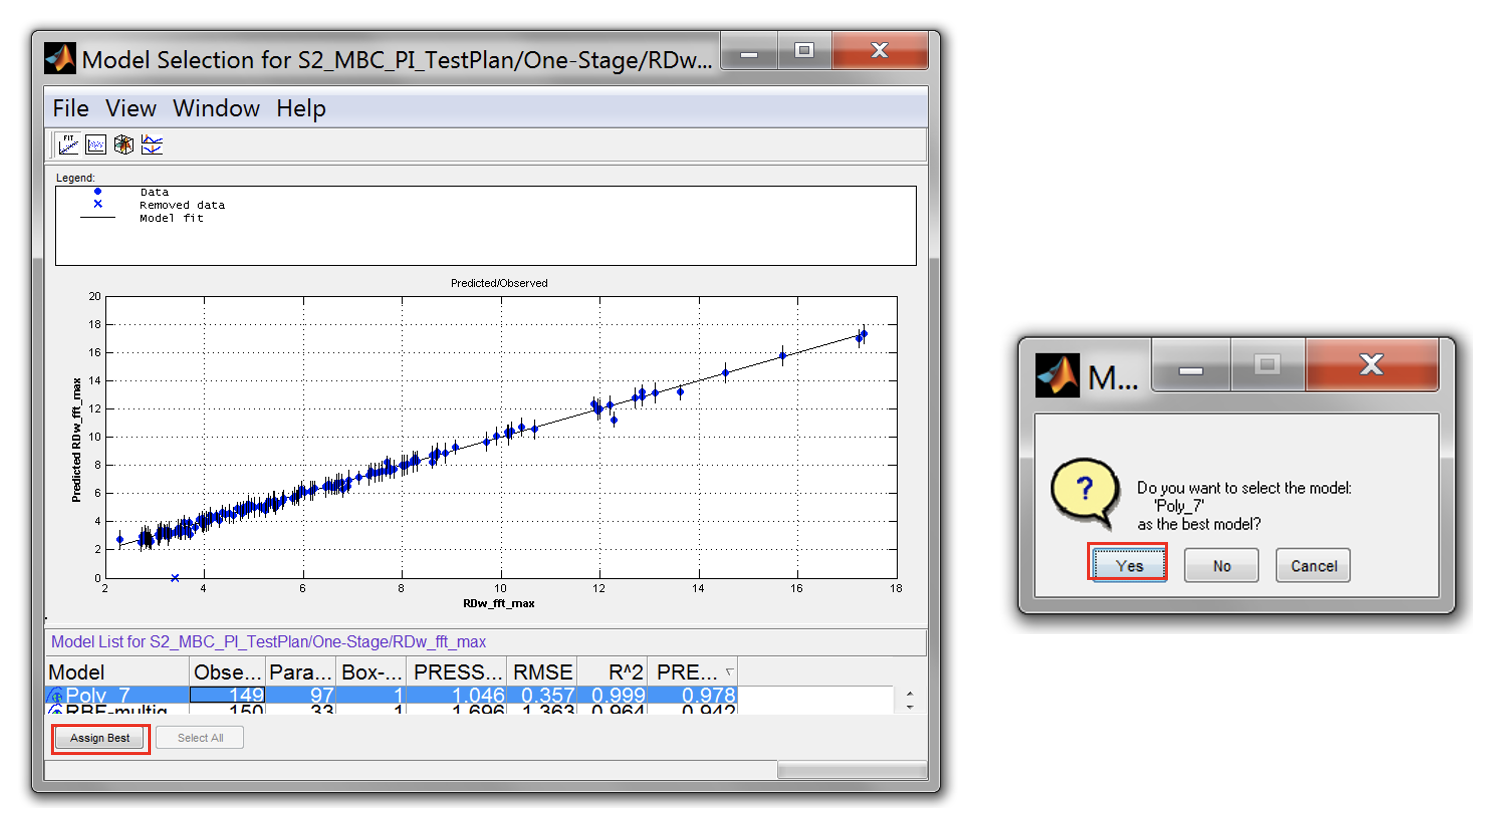 Model Selection for S2_MBC_PI_TestPlan/One-Stage/RDw...
File View Window Help
FIT
Legend:
Data
Removed data
Model fit
Predicted/Observed
Predicted RDw_fft_max
20
18
16
14
12
10
8
6
4
2
0
2 4 6 8 10 12 14 16 18
RDw_fft_max
Model List for S2_MBC_PI_TestPlan/One-Stage/RDw_fft_max
Model Obse... Para... Box-... PRESS... RMSE R^2 PRE...
Poly_7 149 97 1 1.046 0.357 0.999 0.978
RBF-multiq 150 33 1 1.696 1.363 0.964 0.942
Assign Best Select All
M...
?
Do you want to select the model:
'Poly_7'
as the best model?
Yes No Cancel